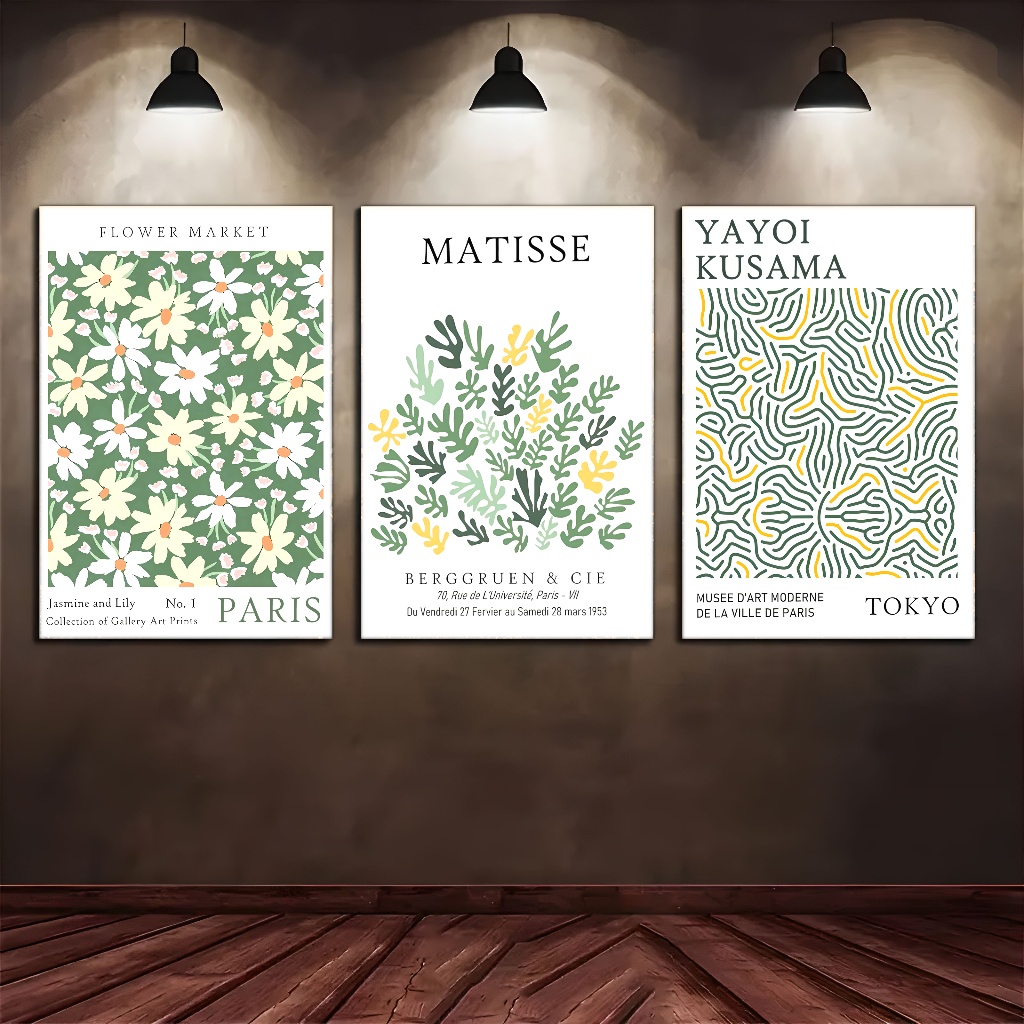 FLOWER MARKET
Jasmine and Lily No. 1
Collection of Gallery Art Prints
PARIS
MATISSE
BERGGRUEN & CIE
70, Rue de L'Université, Paris - VII
Du Vendredi 27 Fervier au Samedi 28 mars 1953
YAYOI
KUSAMA
MUSEE D'ART MODERNE
DE LA VILLE DE PARIS
TOKYO